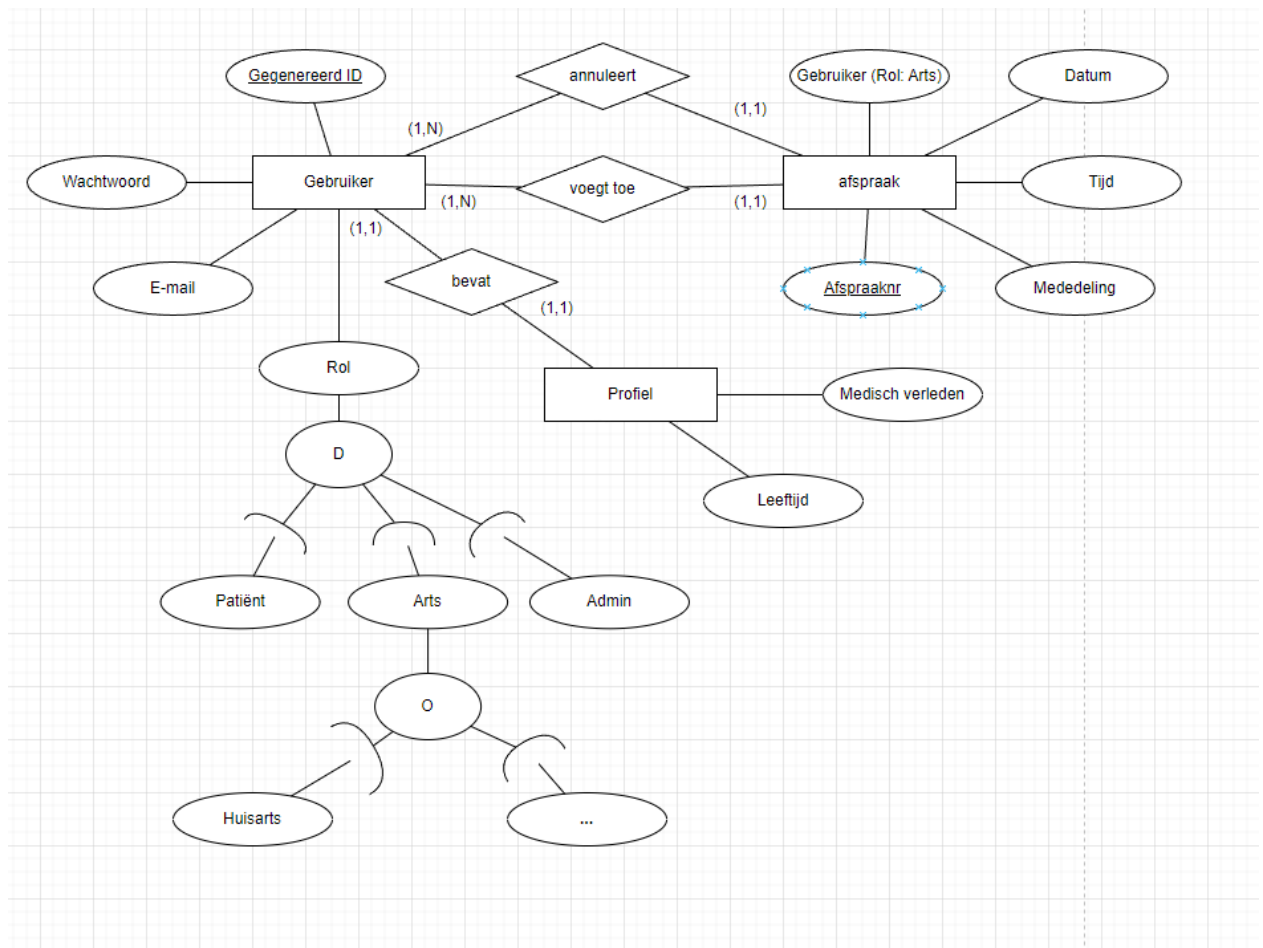 Gegenereerd ID
annuleert
Gebruiker (Rol: Arts)
Datum
(1,N)
(1,1)
Wachtwoord
Gebruiker
(1,N)
voegt toe
(1,1)
afspraak
Tijd
(1,1)
E-mail
bevat
(1,1)
Afspraaknr
Mededeling
Rol
Profiel
Medisch verleden
D
Leeftijd
Patiënt
Arts
Admin
O
Huisarts
...